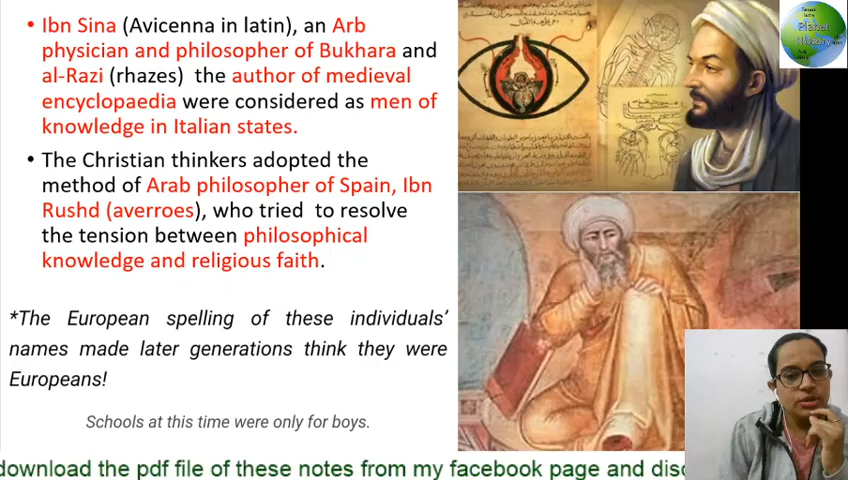 • Ibn Sina (Avicenna in latin), an Arb
physician and philosopher of Bukhara and
al-Razi (rhazes) the author of medieval
encyclopaedia were considered as men of
knowledge in Italian states.
• The Christian thinkers adopted the
method of Arab philosopher of Spain, Ibn
Rushd (averroes), who tried to resolve
the tension between philosophical
knowledge and religious faith.
*The European spelling of these individuals'
names made later generations think they were
Europeans!
Schools at this time were only for boys.
download the pdf file of these notes from my facebook page and disc
Planet
History